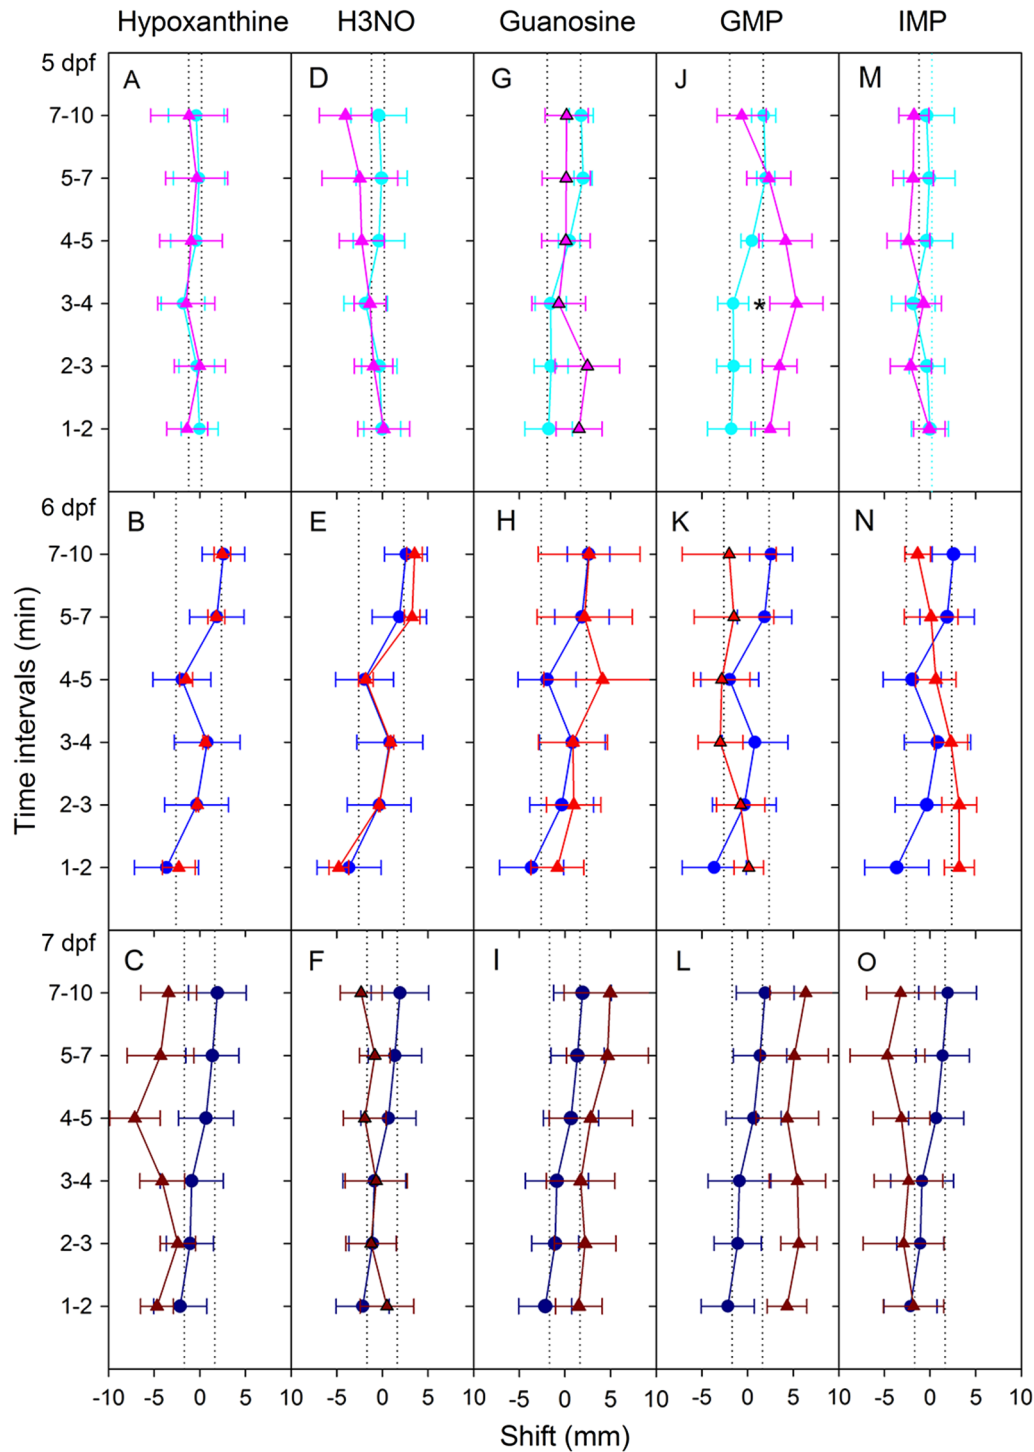 Hypoxanthine H3NO Guanosine GMP IMP
5 dpf
A D G J M
7-10
5-7
4-5
3-4 *
2-3
1-2
6 dpf
B E H K N
7-10
5-7
4-5
3-4
2-3
1-2
7 dpf
C F I L O
7-10
5-7
4-5
3-4
2-3
1-2
Time intervals (min)
-10 -5 0 5 10 -5 0 5 10 -5 0 5 10 -5 0 5 10 -5 0 5 10
Shift (mm)